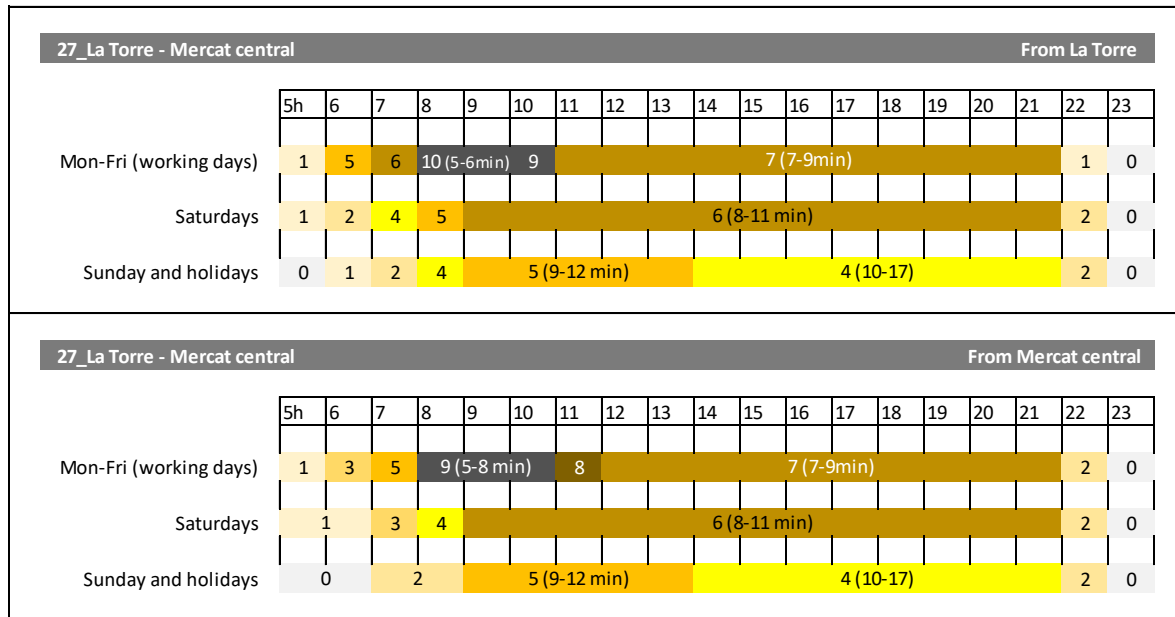 27_La Torre - Mercat central From La Torre
5h 6 7 8 9 10 11 12 13 14 15 16 17 18 19 20 21 22 23
Mon-Fri (working days) 1 5 6 10 (5-6min) 9 7 (7-9min) 1 0
Saturdays 1 2 4 5 6 (8-11 min) 2 0
Sunday and holidays 0 1 2 4 5 (9-12 min) 4 (10-17) 2 0
27_La Torre - Mercat central From Mercat central
5h 6 7 8 9 10 11 12 13 14 15 16 17 18 19 20 21 22 23
Mon-Fri (working days) 1 3 5 9 (5-8 min) 8 7 (7-9min) 2 0
Saturdays 1 3 4 6 (8-11 min) 2 0
Sunday and holidays 0 2 5 (9-12 min) 4 (10-17) 2 0